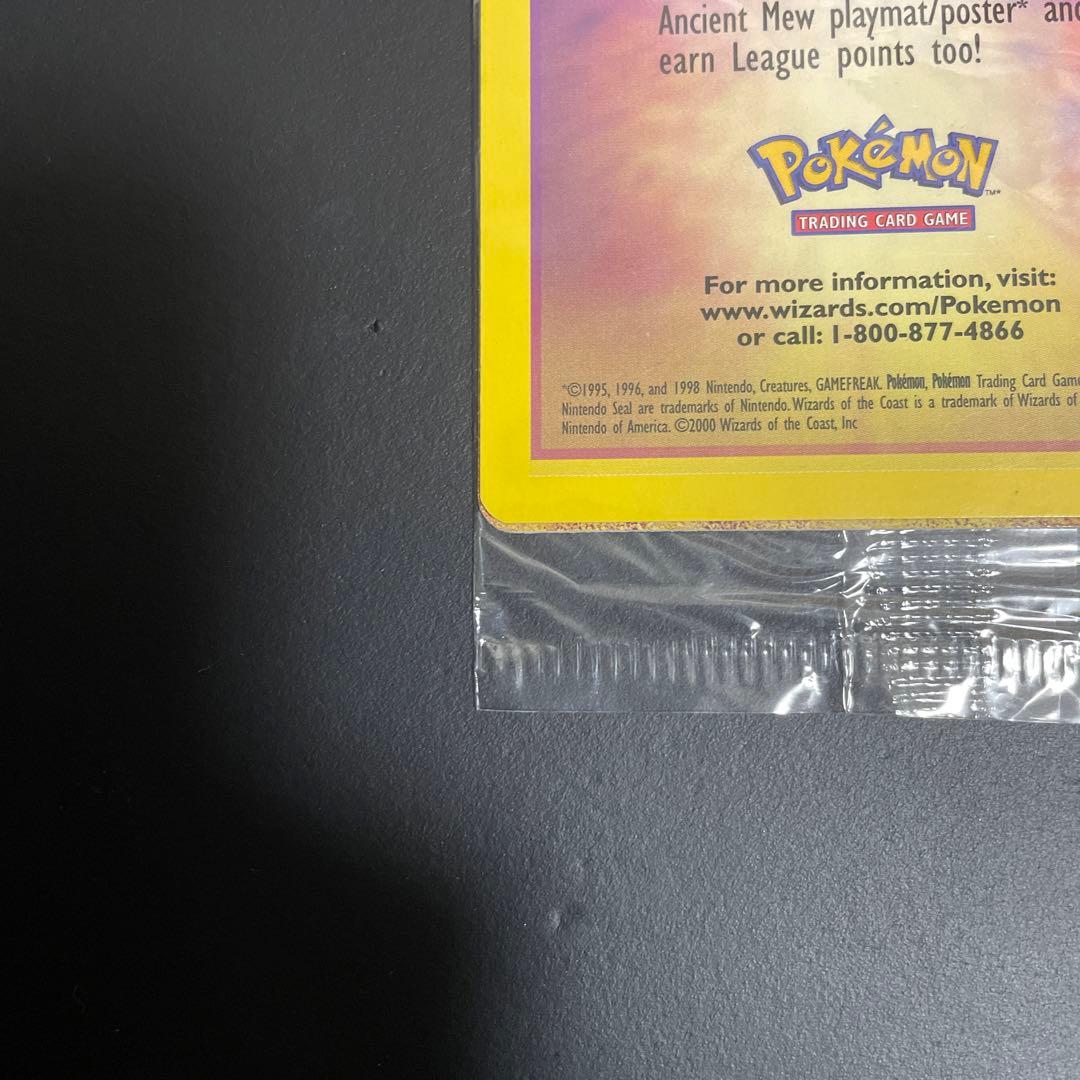 Ancient Mew playmat/poster* and
earn League points too!
POKéMON
TM*
TRADING CARD GAME
For more information, visit:
www.wizards.com/Pokemon
or call: 1-800-877-4866
*©1995, 1996, and 1998 Nintendo, Creatures, GAMEFREAK. Pokémon, Pokémon Trading Card Game
Nintendo Seal are trademarks of Nintendo. Wizards of the Coast is a trademark of Wizards of
Nintendo of America. ©2000 Wizards of the Coast, Inc